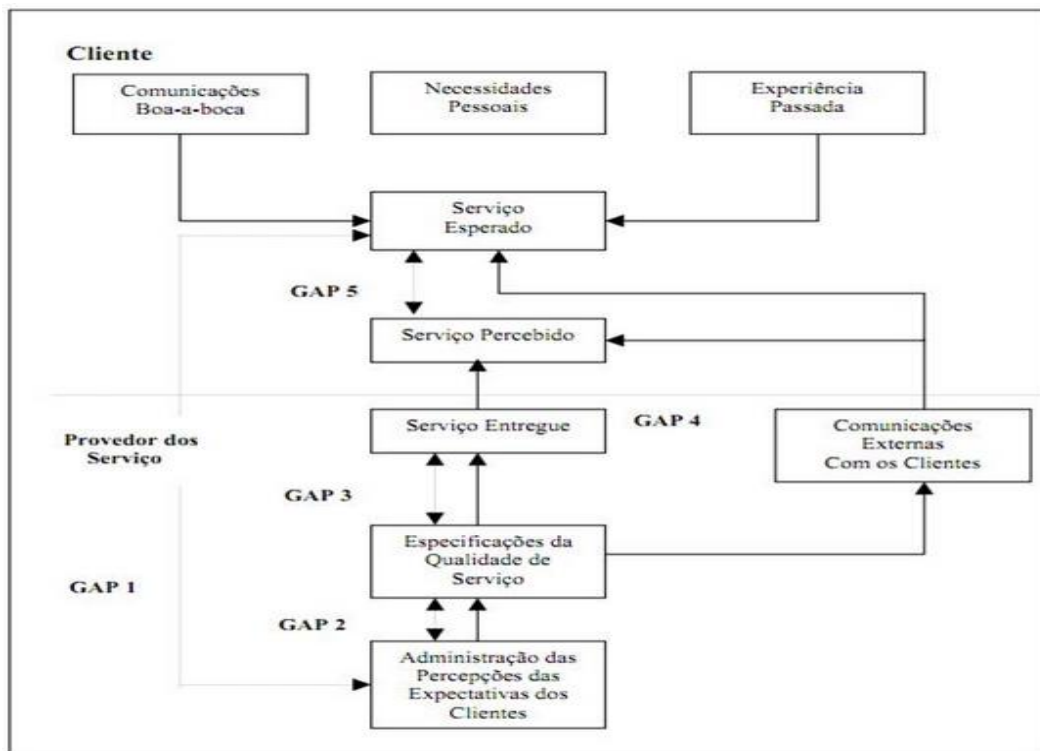 Cliente
Comunicações
Boa-a-boca
Necessidades
Pessoais
Experiência
Passada
Serviço
Esperado
GAP 5
Serviço Percebido
Serviço Entregue
GAP 4
Comunicações
Externas
Com os Clientes
Provedor dos
Serviço
GAP 3
Especificações da
Qualidade de
Serviço
GAP 1
GAP 2
Administração das
Percepções das
Expectativas dos
Clientes